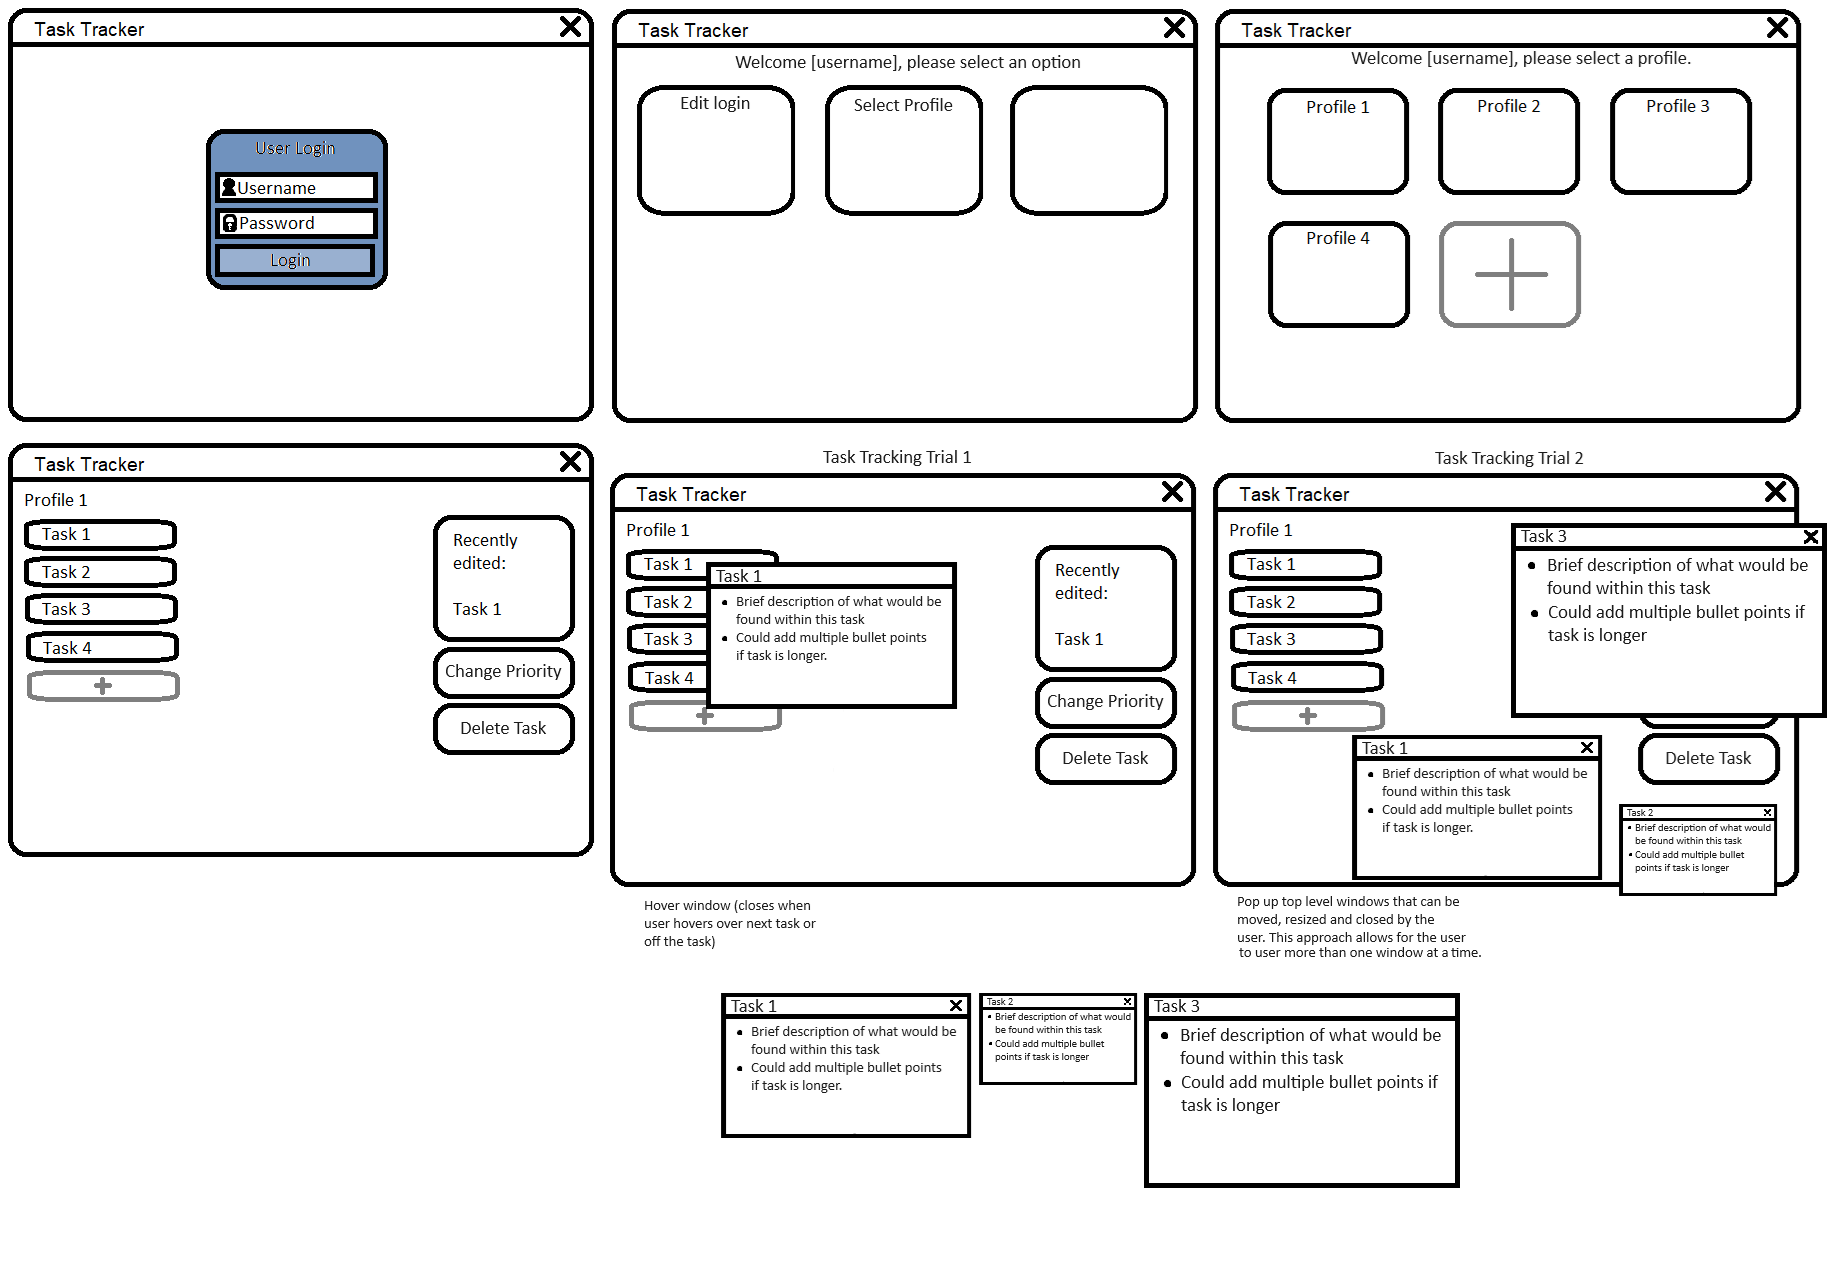 Task Tracker
User Login
Username
Password
Login
Task Tracker
Welcome [username], please select an option
Edit login
Select Profile
Task Tracker
Welcome [username], please select a profile.
Profile 1
Profile 2
Profile 3
Profile 4
Task Tracker
Profile 1
Task 1
Task 2
Task 3
Task 4
Recently
edited:
Task 1
Change Priority
Delete Task
Task Tracking Trial 1
Task Tracker
Profile 1
Task 1
Task 2
Task 3
Task 4
Task 1
• Brief description of what would be
found within this task
• Could add multiple bullet points
if task is longer.
Recently
edited:
Task 1
Change Priority
Delete Task
Hover window (closes when
user hovers over next task or
off the task)
Task Tracking Trial 2
Task Tracker
Profile 1
Task 1
Task 2
Task 3
Task 4
Task 3
• Brief description of what would be
found within this task
• Could add multiple bullet points if
task is longer
Delete Task
Task 1
• Brief description of what would be
found within this task
• Could add multiple bullet points
if task is longer.
Task 2
• Brief description of what would
be found within this task
• Could add multiple bullet
points if task is longer
Pop up top level windows that can be
moved, resized and closed by the
user. This approach allows for the user
to user more than one window at a time.
Task 1
• Brief description of what would be
found within this task
• Could add multiple bullet points
if task is longer.
Task 2
• Brief description of what would
be found within this task
• Could add multiple bullet
points if task is longer
Task 3
• Brief description of what would be
found within this task
• Could add multiple bullet points if
task is longer